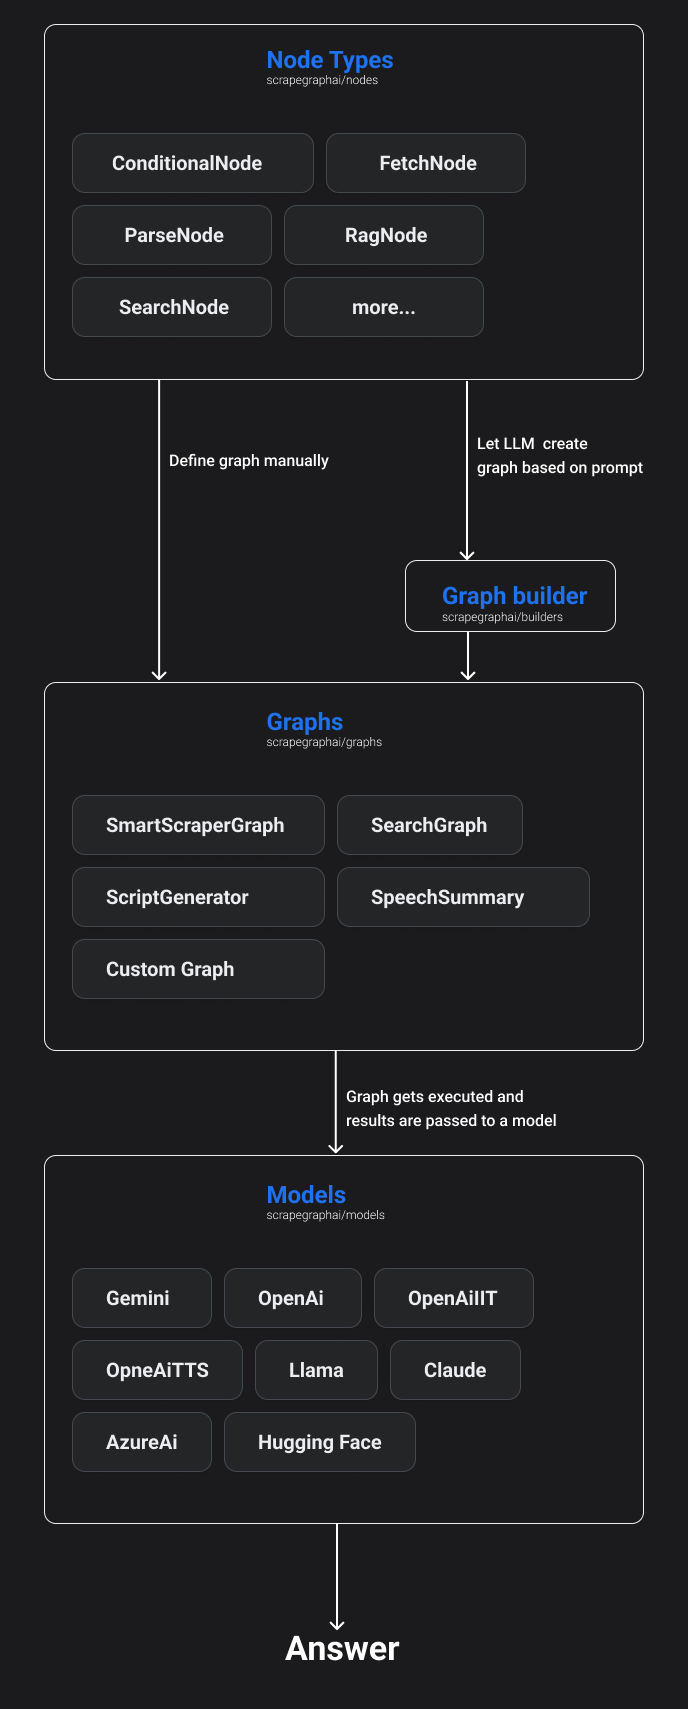 Node Types
scrapegraphai/nodes
ConditionalNode
FetchNode
ParseNode
RagNode
SearchNode
more...
Define graph manually
Let LLM create
graph based on prompt
Graph builder
scrapegraphai/builders
Graphs
scrapegraphai/graphs
SmartScraperGraph
SearchGraph
ScriptGenerator
SpeechSummary
Custom Graph
Graph gets executed and
results are passed to a model
Models
scrapegraphai/models
Gemini
OpenAi
OpenAiIIT
OpneAiTTS
Llama
Claude
AzureAi
Hugging Face
Answer